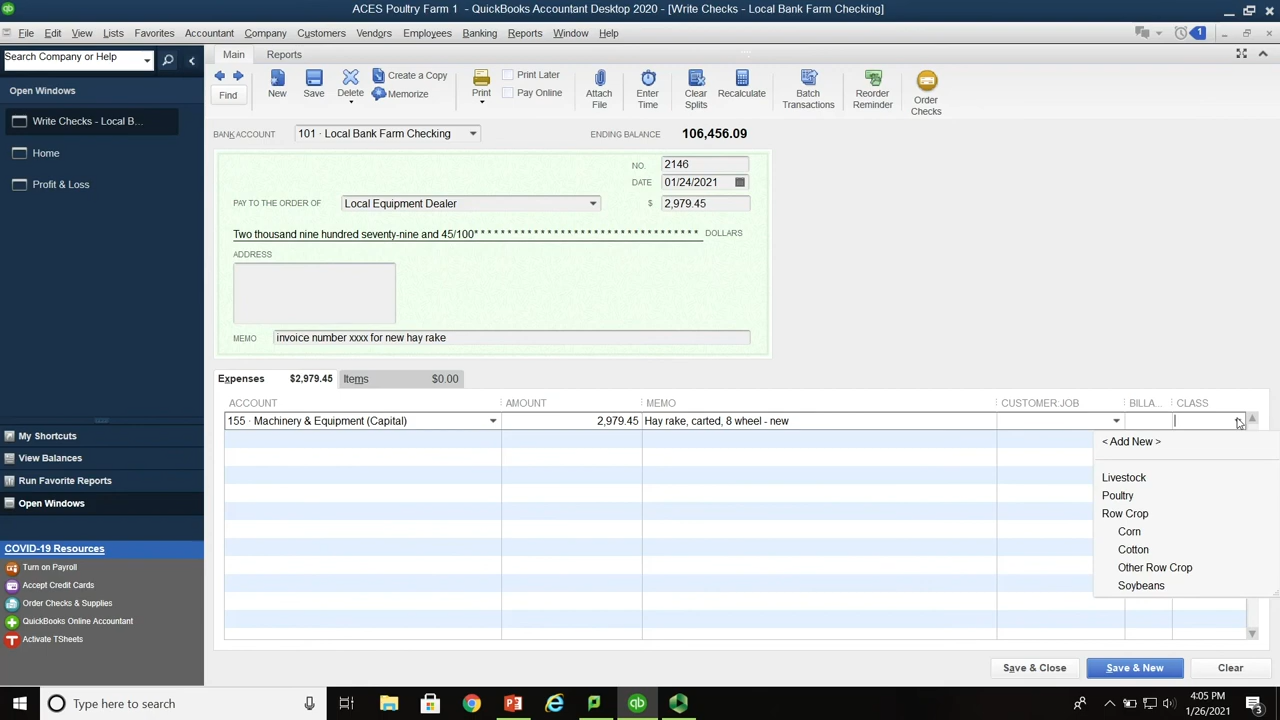 ACES Poultry Farm 1 - QuickBooks Accountant Desktop 2020 - [Write Checks - Local Bank Farm Checking]
File Edit View Lists Favorites Accountant Company Customers Vendors Employees Banking Reports Window Help
1
Search Company or Help
Open Windows
Write Checks - Local B...
Home
Profit & Loss
My Shortcuts
View Balances
Run Favorite Reports
Open Windows
COVID-19 Resources
Turn on Payroll
Accept Credit Cards
Order Checks & Supplies
QuickBooks Online Accountant
Activate TSheets
Main Reports
Find
New
Save
Delete
Create a Copy
Memorize
Print
Print Later
Pay Online
Attach File
Enter Time
Clear Splits
Recalculate
Batch Transactions
Reorder Reminder
Order Checks
BANK ACCOUNT 101 · Local Bank Farm Checking ENDING BALANCE 106,456.09
NO. 2146
DATE 01/24/2021
PAY TO THE ORDER OF Local Equipment Dealer $ 2,979.45
Two thousand nine hundred seventy-nine and 45/100* * * * * * * * * * * * * * * * * * * * * * * * * * * * * * * * * DOLLARS
ADDRESS
MEMO invoice number xxxx for new hay rake
Expenses $2,979.45 Items $0.00
ACCOUNT AMOUNT MEMO CUSTOMER:JOB BILLA... CLASS
155 · Machinery & Equipment (Capital) 2,979.45 Hay rake, carted, 8 wheel - new
< Add New >
Livestock
Poultry
Row Crop
Corn
Cotton
Other Row Crop
Soybeans
Save & Close Save & New Clear
Type here to search
4:05 PM
1/26/2021
3